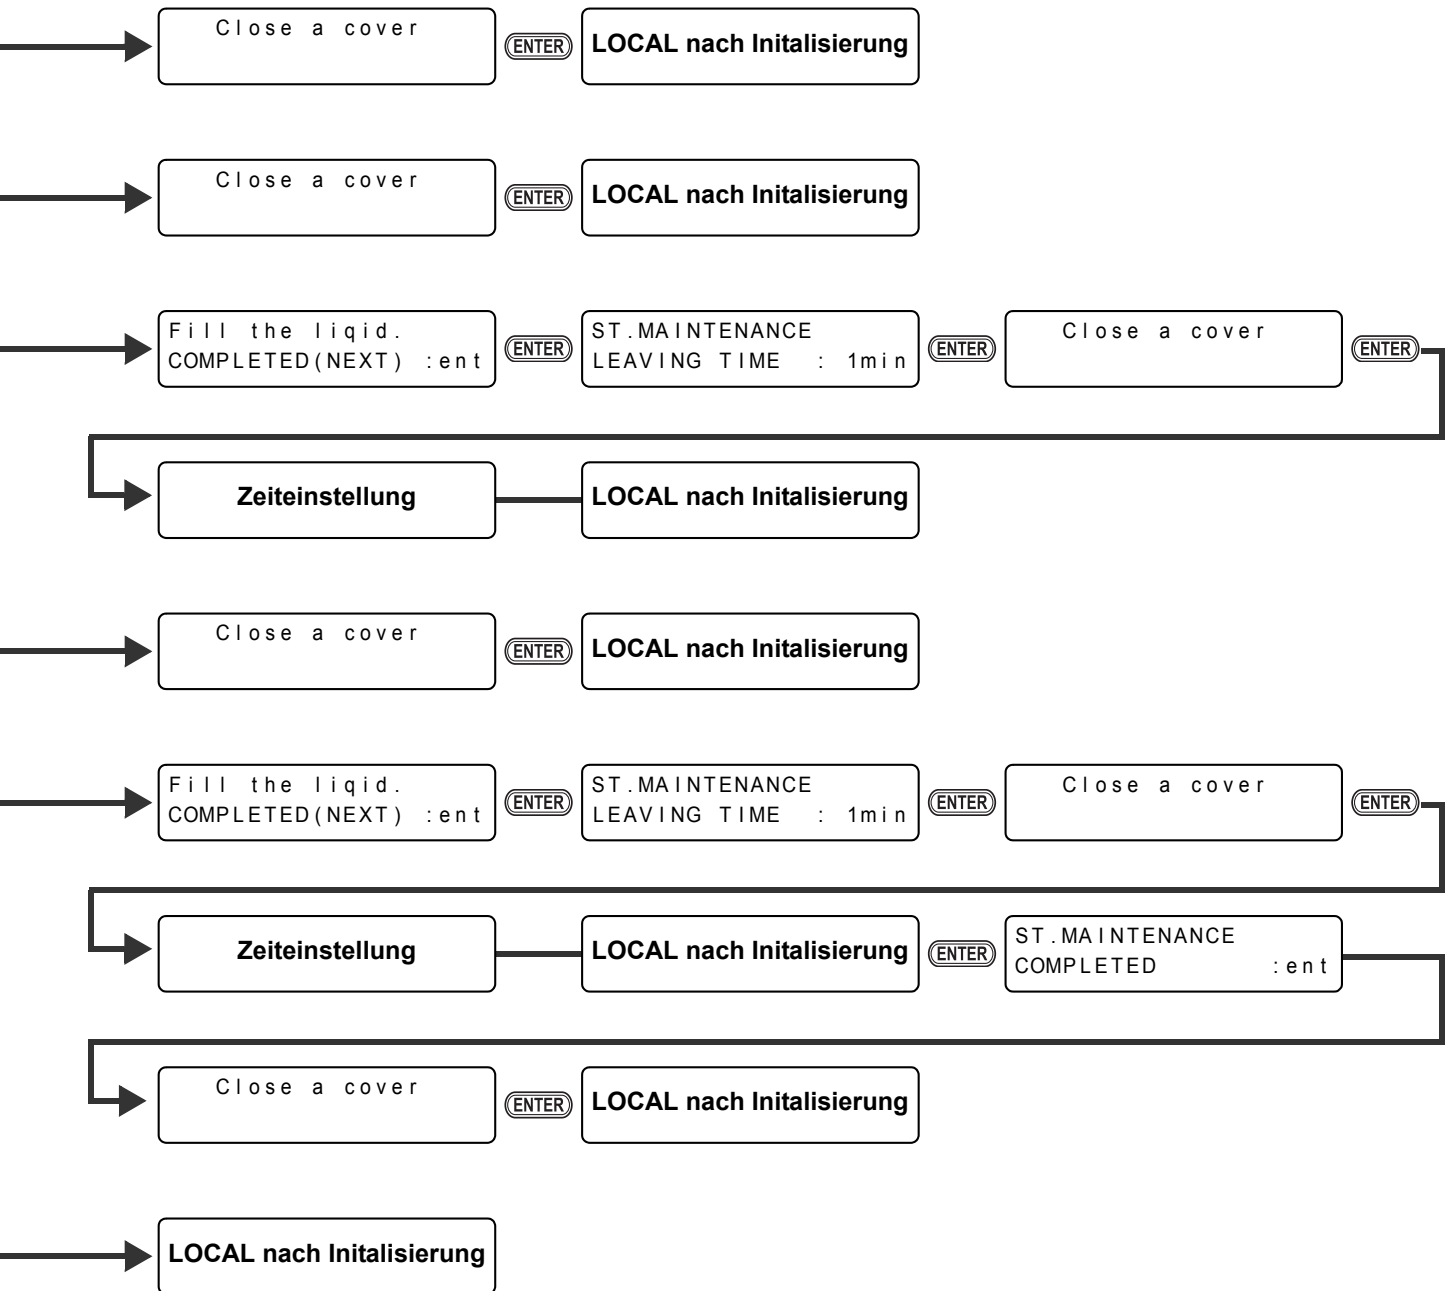 Close a cover
ENTER
LOCAL nach Initalisierung
Close a cover
ENTER
LOCAL nach Initalisierung
Fill the liqid.
COMPLETED(NEXT) :ent
ENTER
ST.MAINTENANCE
LEAVING TIME : 1min
ENTER
Close a cover
ENTER
Zeiteinstellung
LOCAL nach Initalisierung
Close a cover
ENTER
LOCAL nach Initalisierung
Fill the liqid.
COMPLETED(NEXT) :ent
ENTER
ST.MAINTENANCE
LEAVING TIME : 1min
ENTER
Close a cover
ENTER
Zeiteinstellung
LOCAL nach Initalisierung
ENTER
ST.MAINTENANCE
COMPLETED :ent
Close a cover
ENTER
LOCAL nach Initalisierung
LOCAL nach Initalisierung